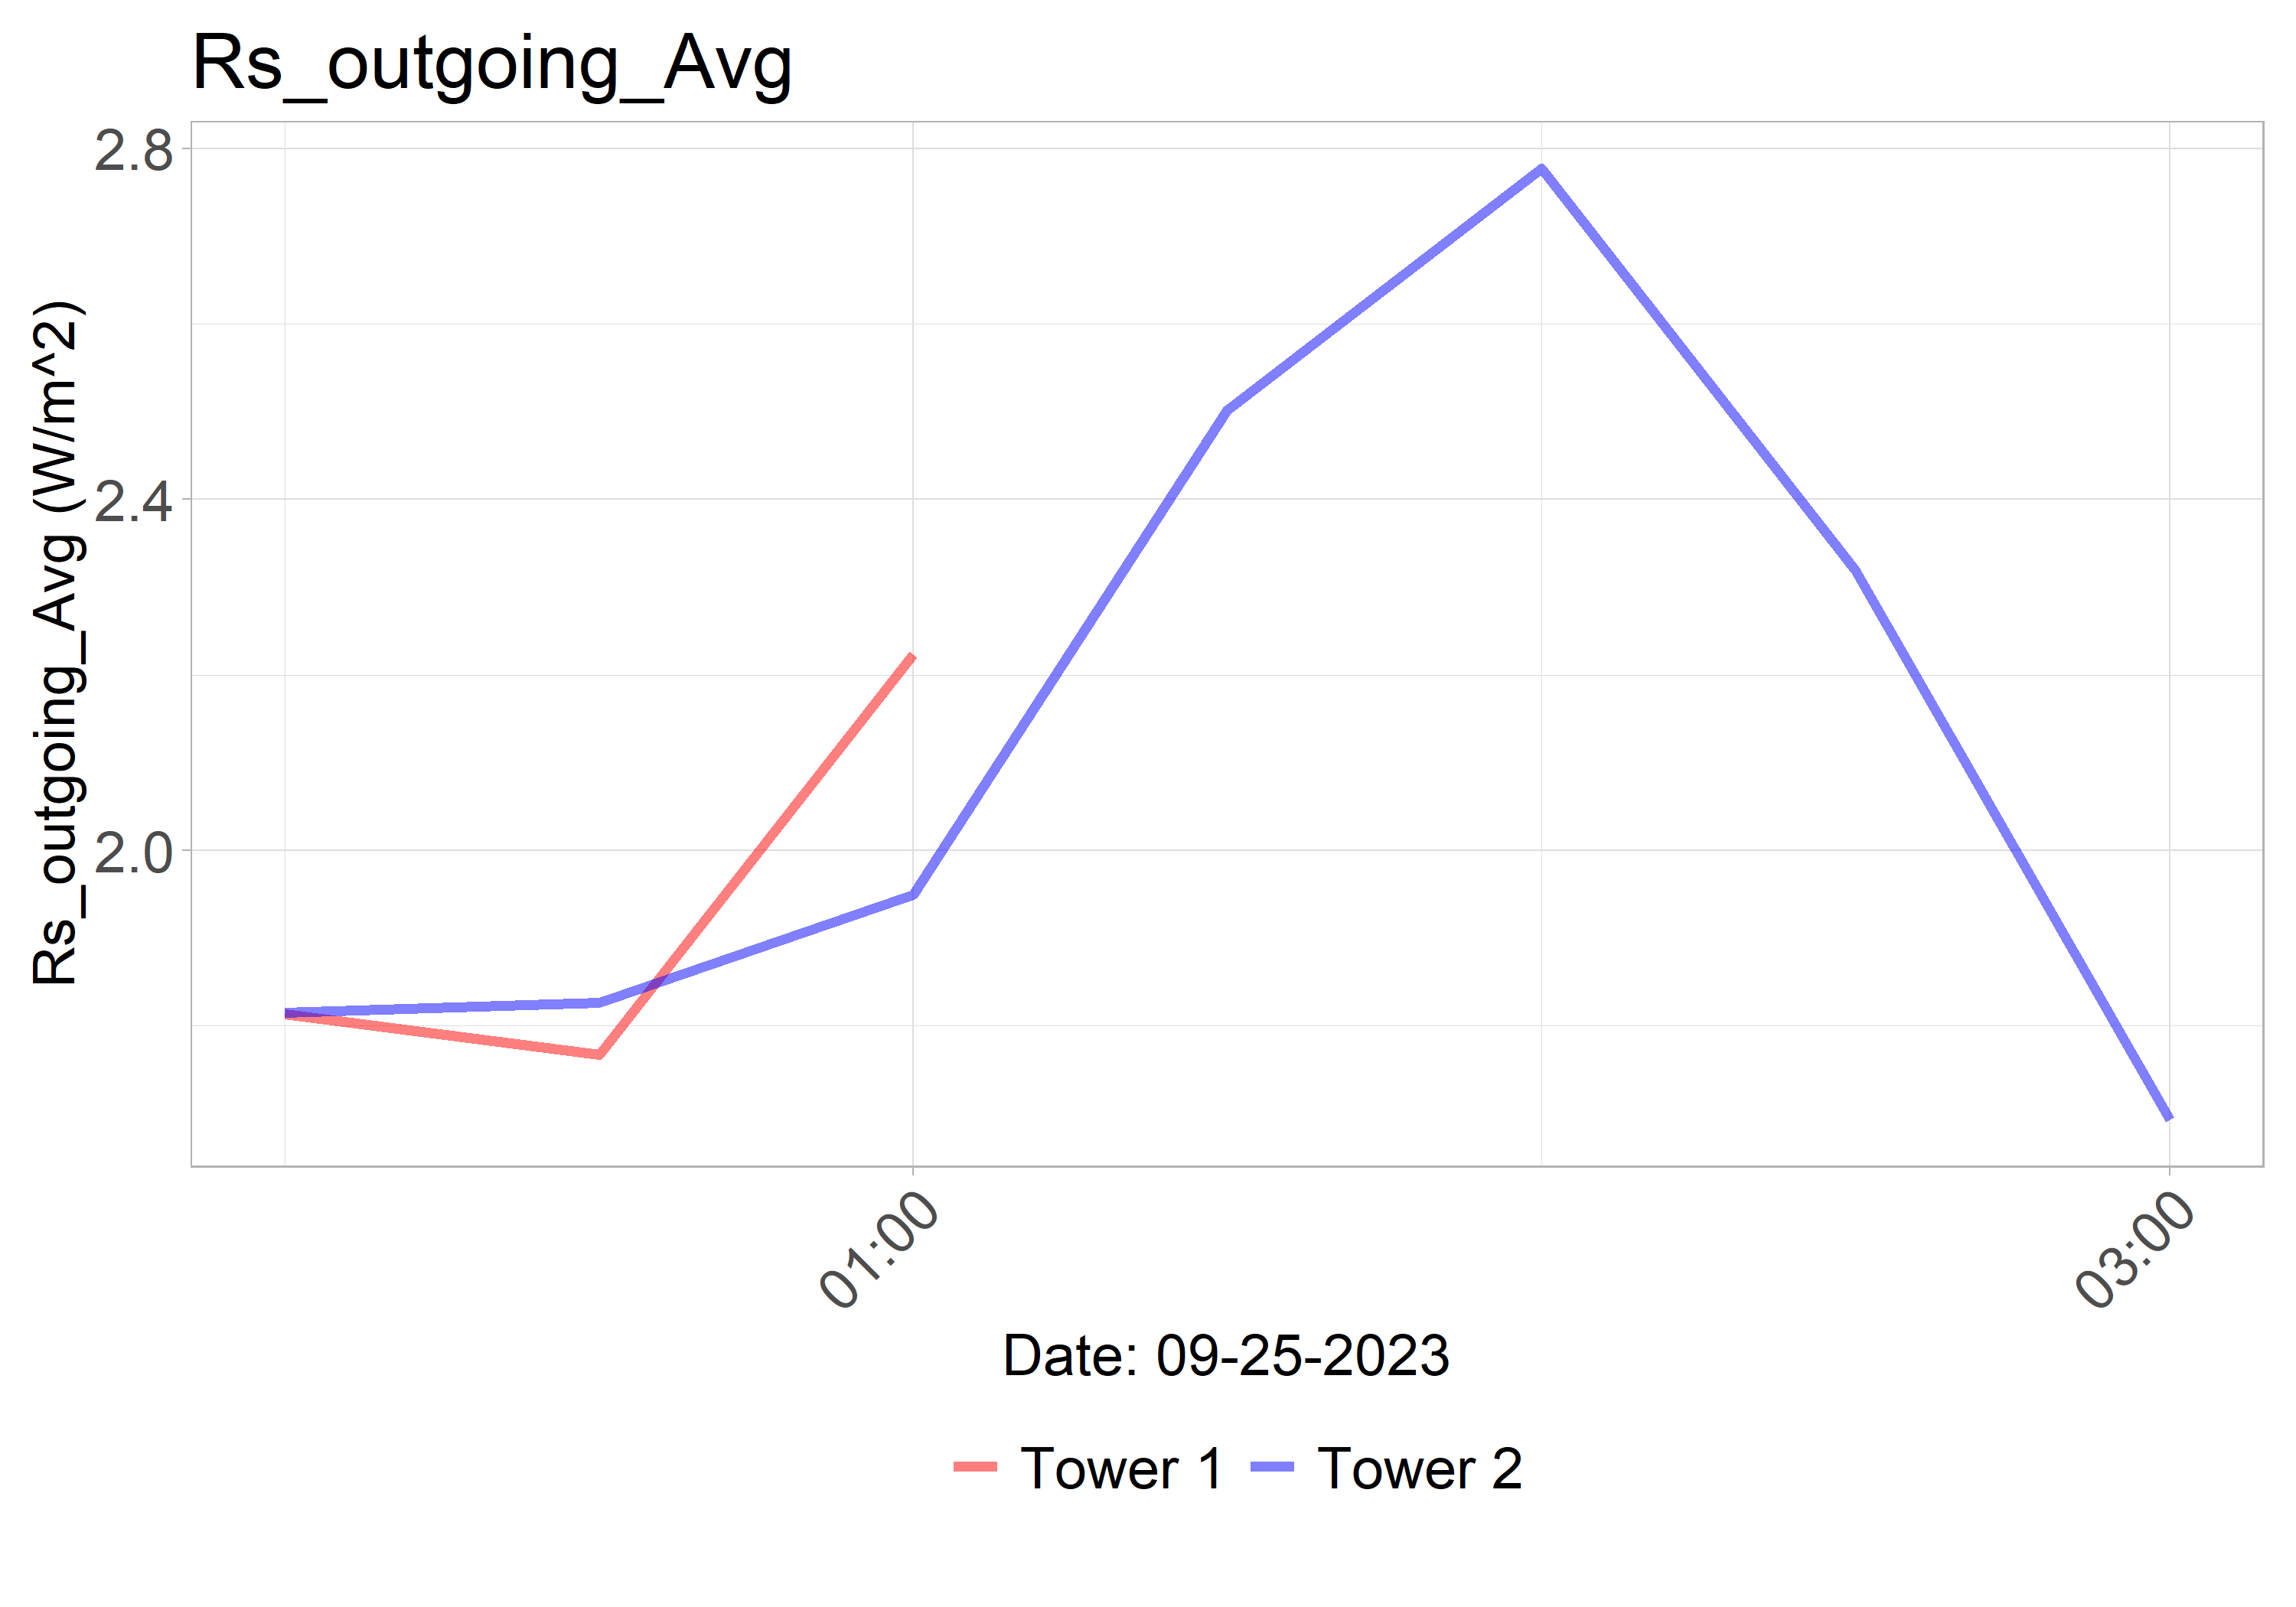 Rs_outgoing_Avg
Rs_outgoing_Avg (W/m^2)
2.8
2.4
2.0
01:00
03:00
Date: 09-25-2023
Tower 1
Tower 2